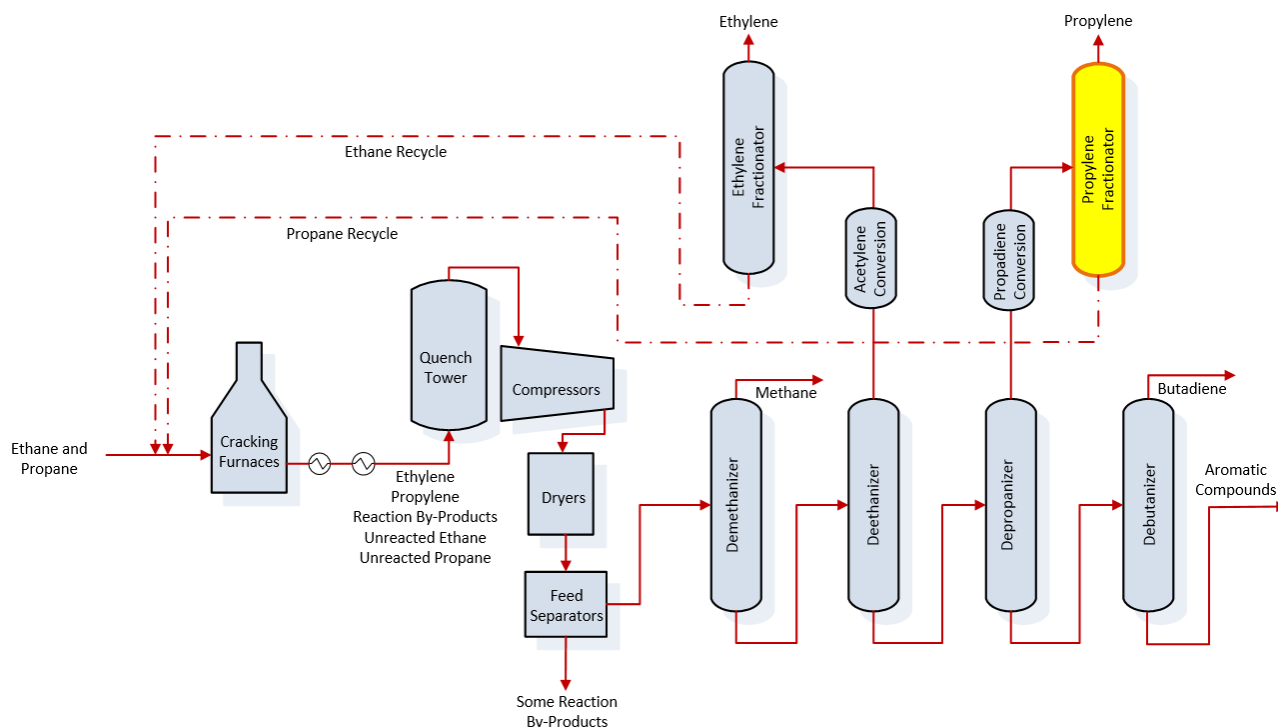 Ethylene
Propylene
Ethylene
Fractionator
Propylene
Fractionator
Ethane Recycle
Propane Recycle
Acetylene
Conversion
Propadiene
Conversion
Quench
Tower
Compressors
Methane
Butadiene
Ethane and
Propane
Cracking
Furnaces
Ethylene
Propylene
Reaction By-Products
Unreacted Ethane
Unreacted Propane
Dryers
Demethanizer
Deethanizer
Depropanizer
Debutanizer
Aromatic
Compounds
Feed
Separators
Some Reaction
By-Products